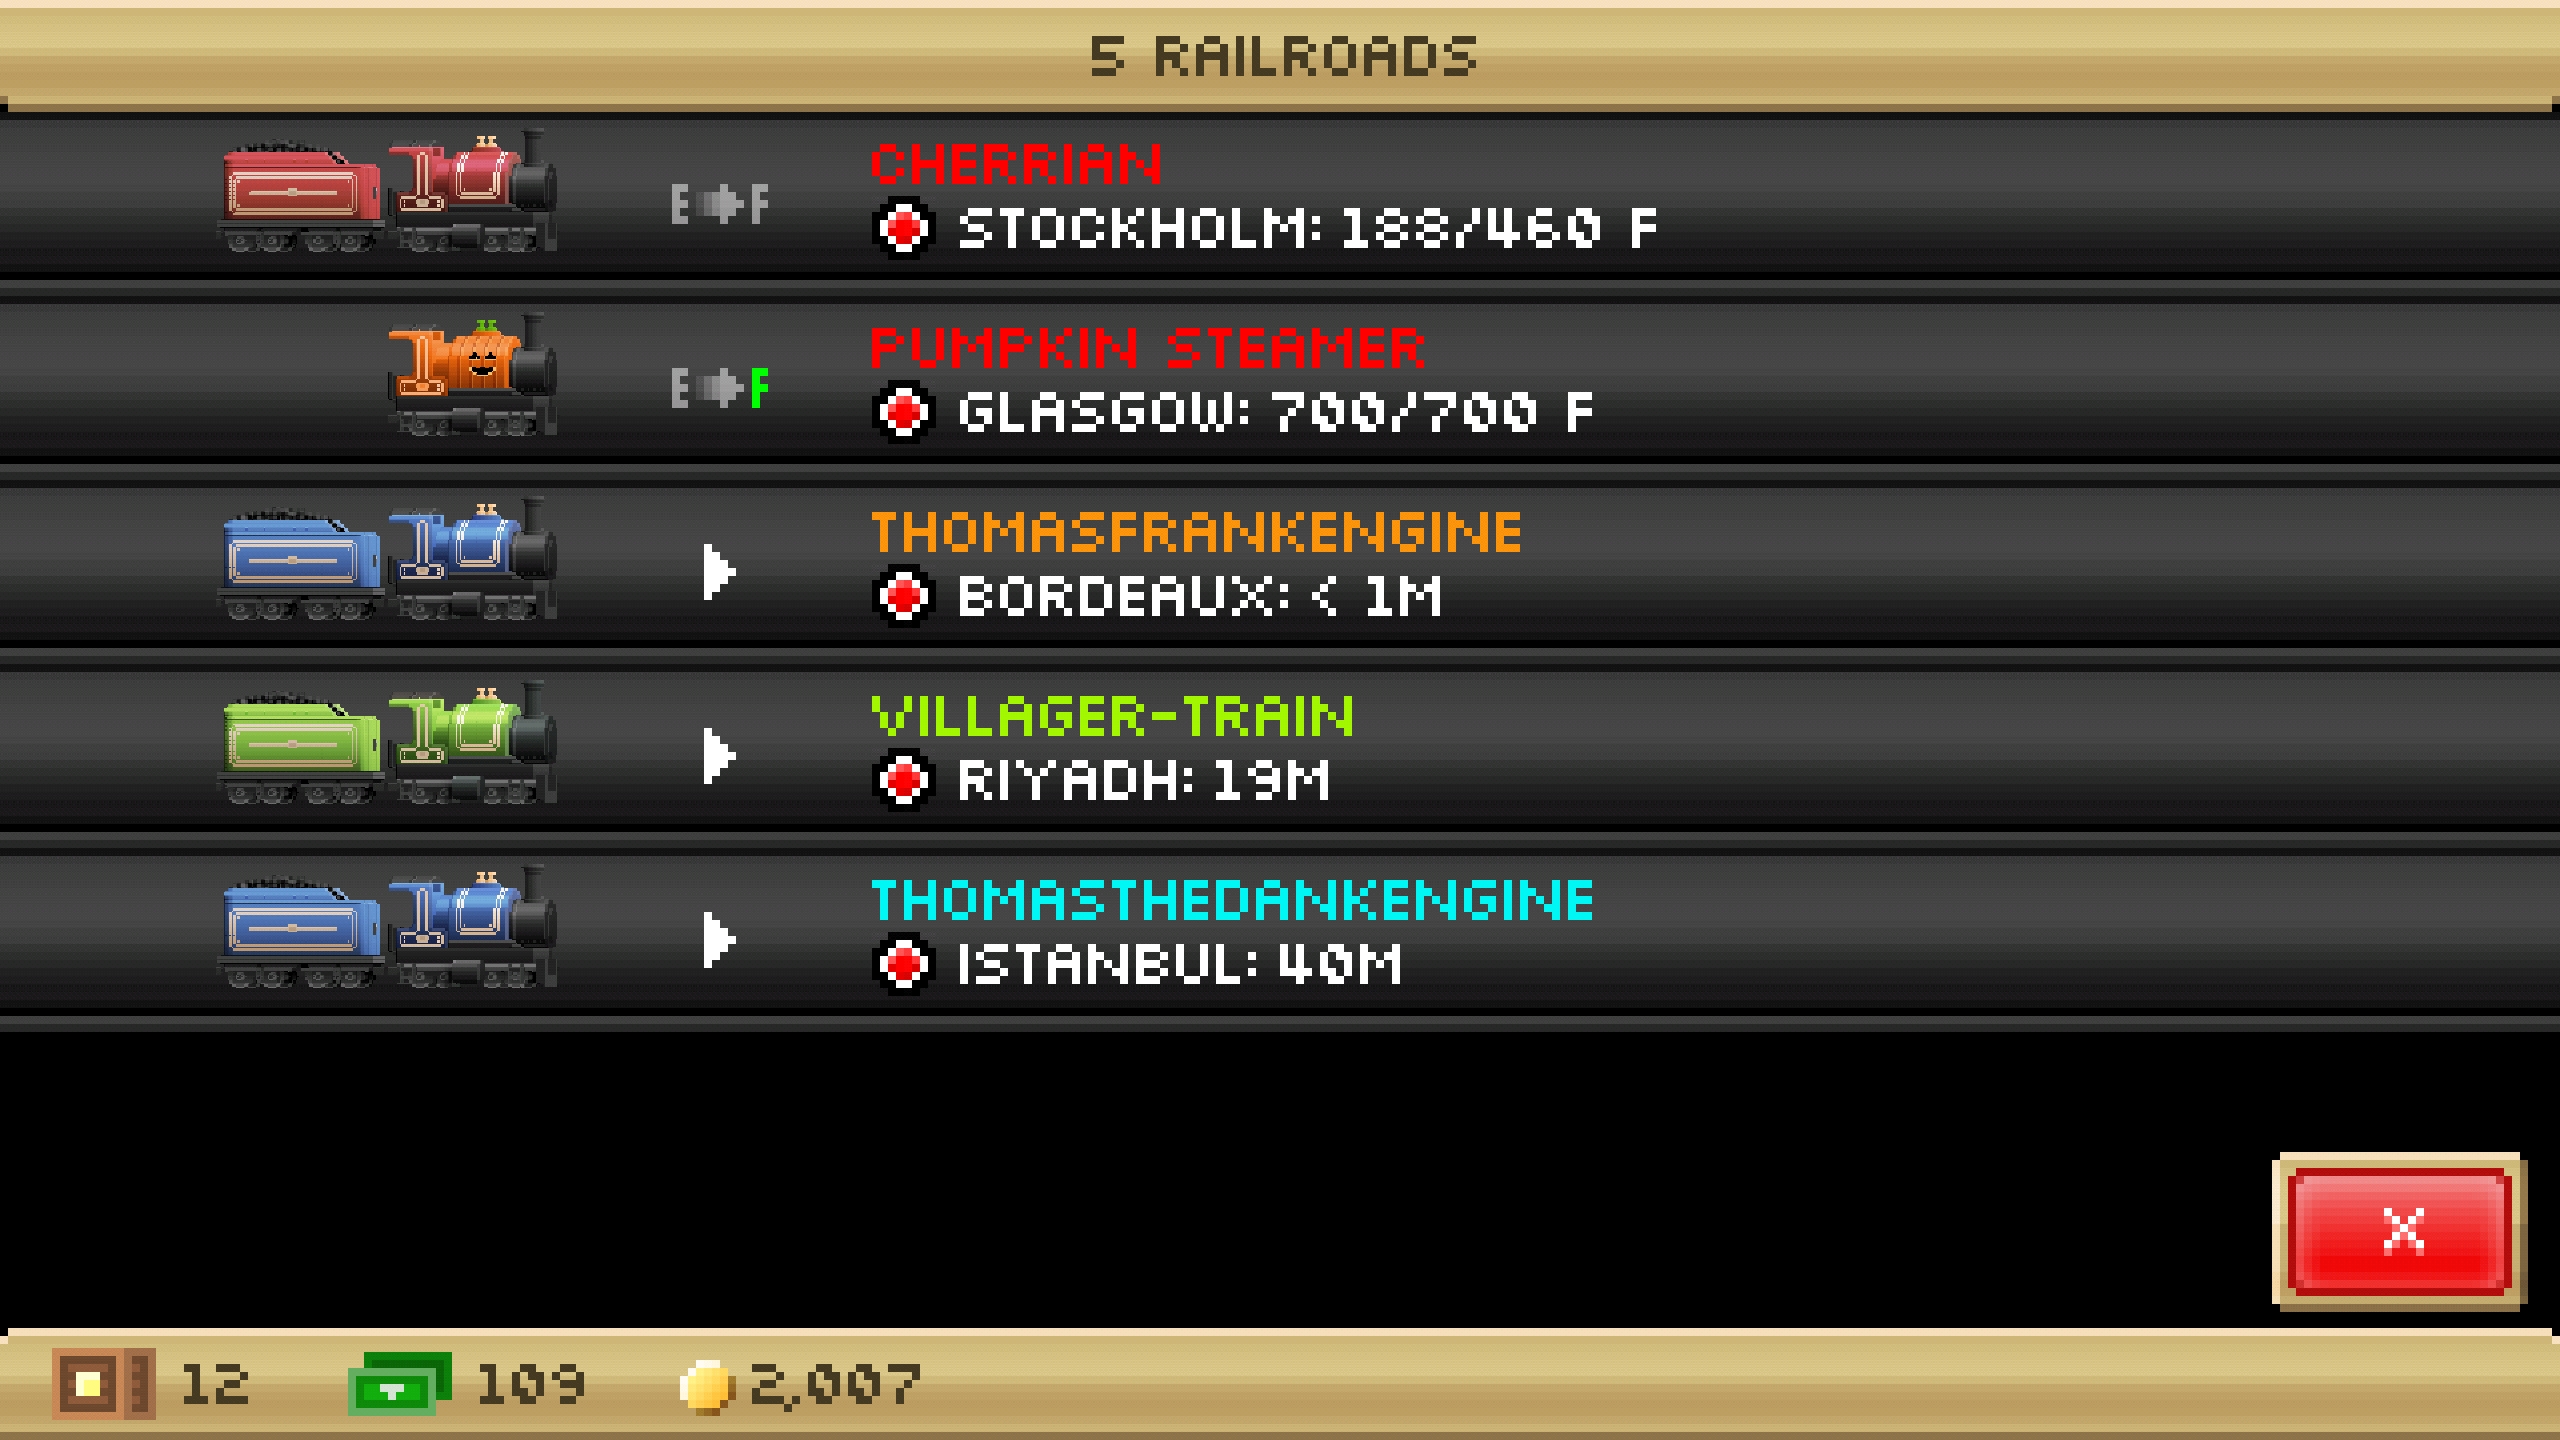 5 RAILROADS
CHERRIAN
E F
STOCKHOLM: 188/460 F
PUMPKIN STEAMER
E F
GLASGOW: 700/700 F
THOMASFRANKENGINE
BORDEAUX: < 1M
VILLAGER-TRAIN
RIYADH: 19M
THOMASTHEDANKENGINE
ISTANBUL: 40M
X
12 109 2,007